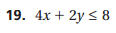 19. 4x + 2y ≤ 8